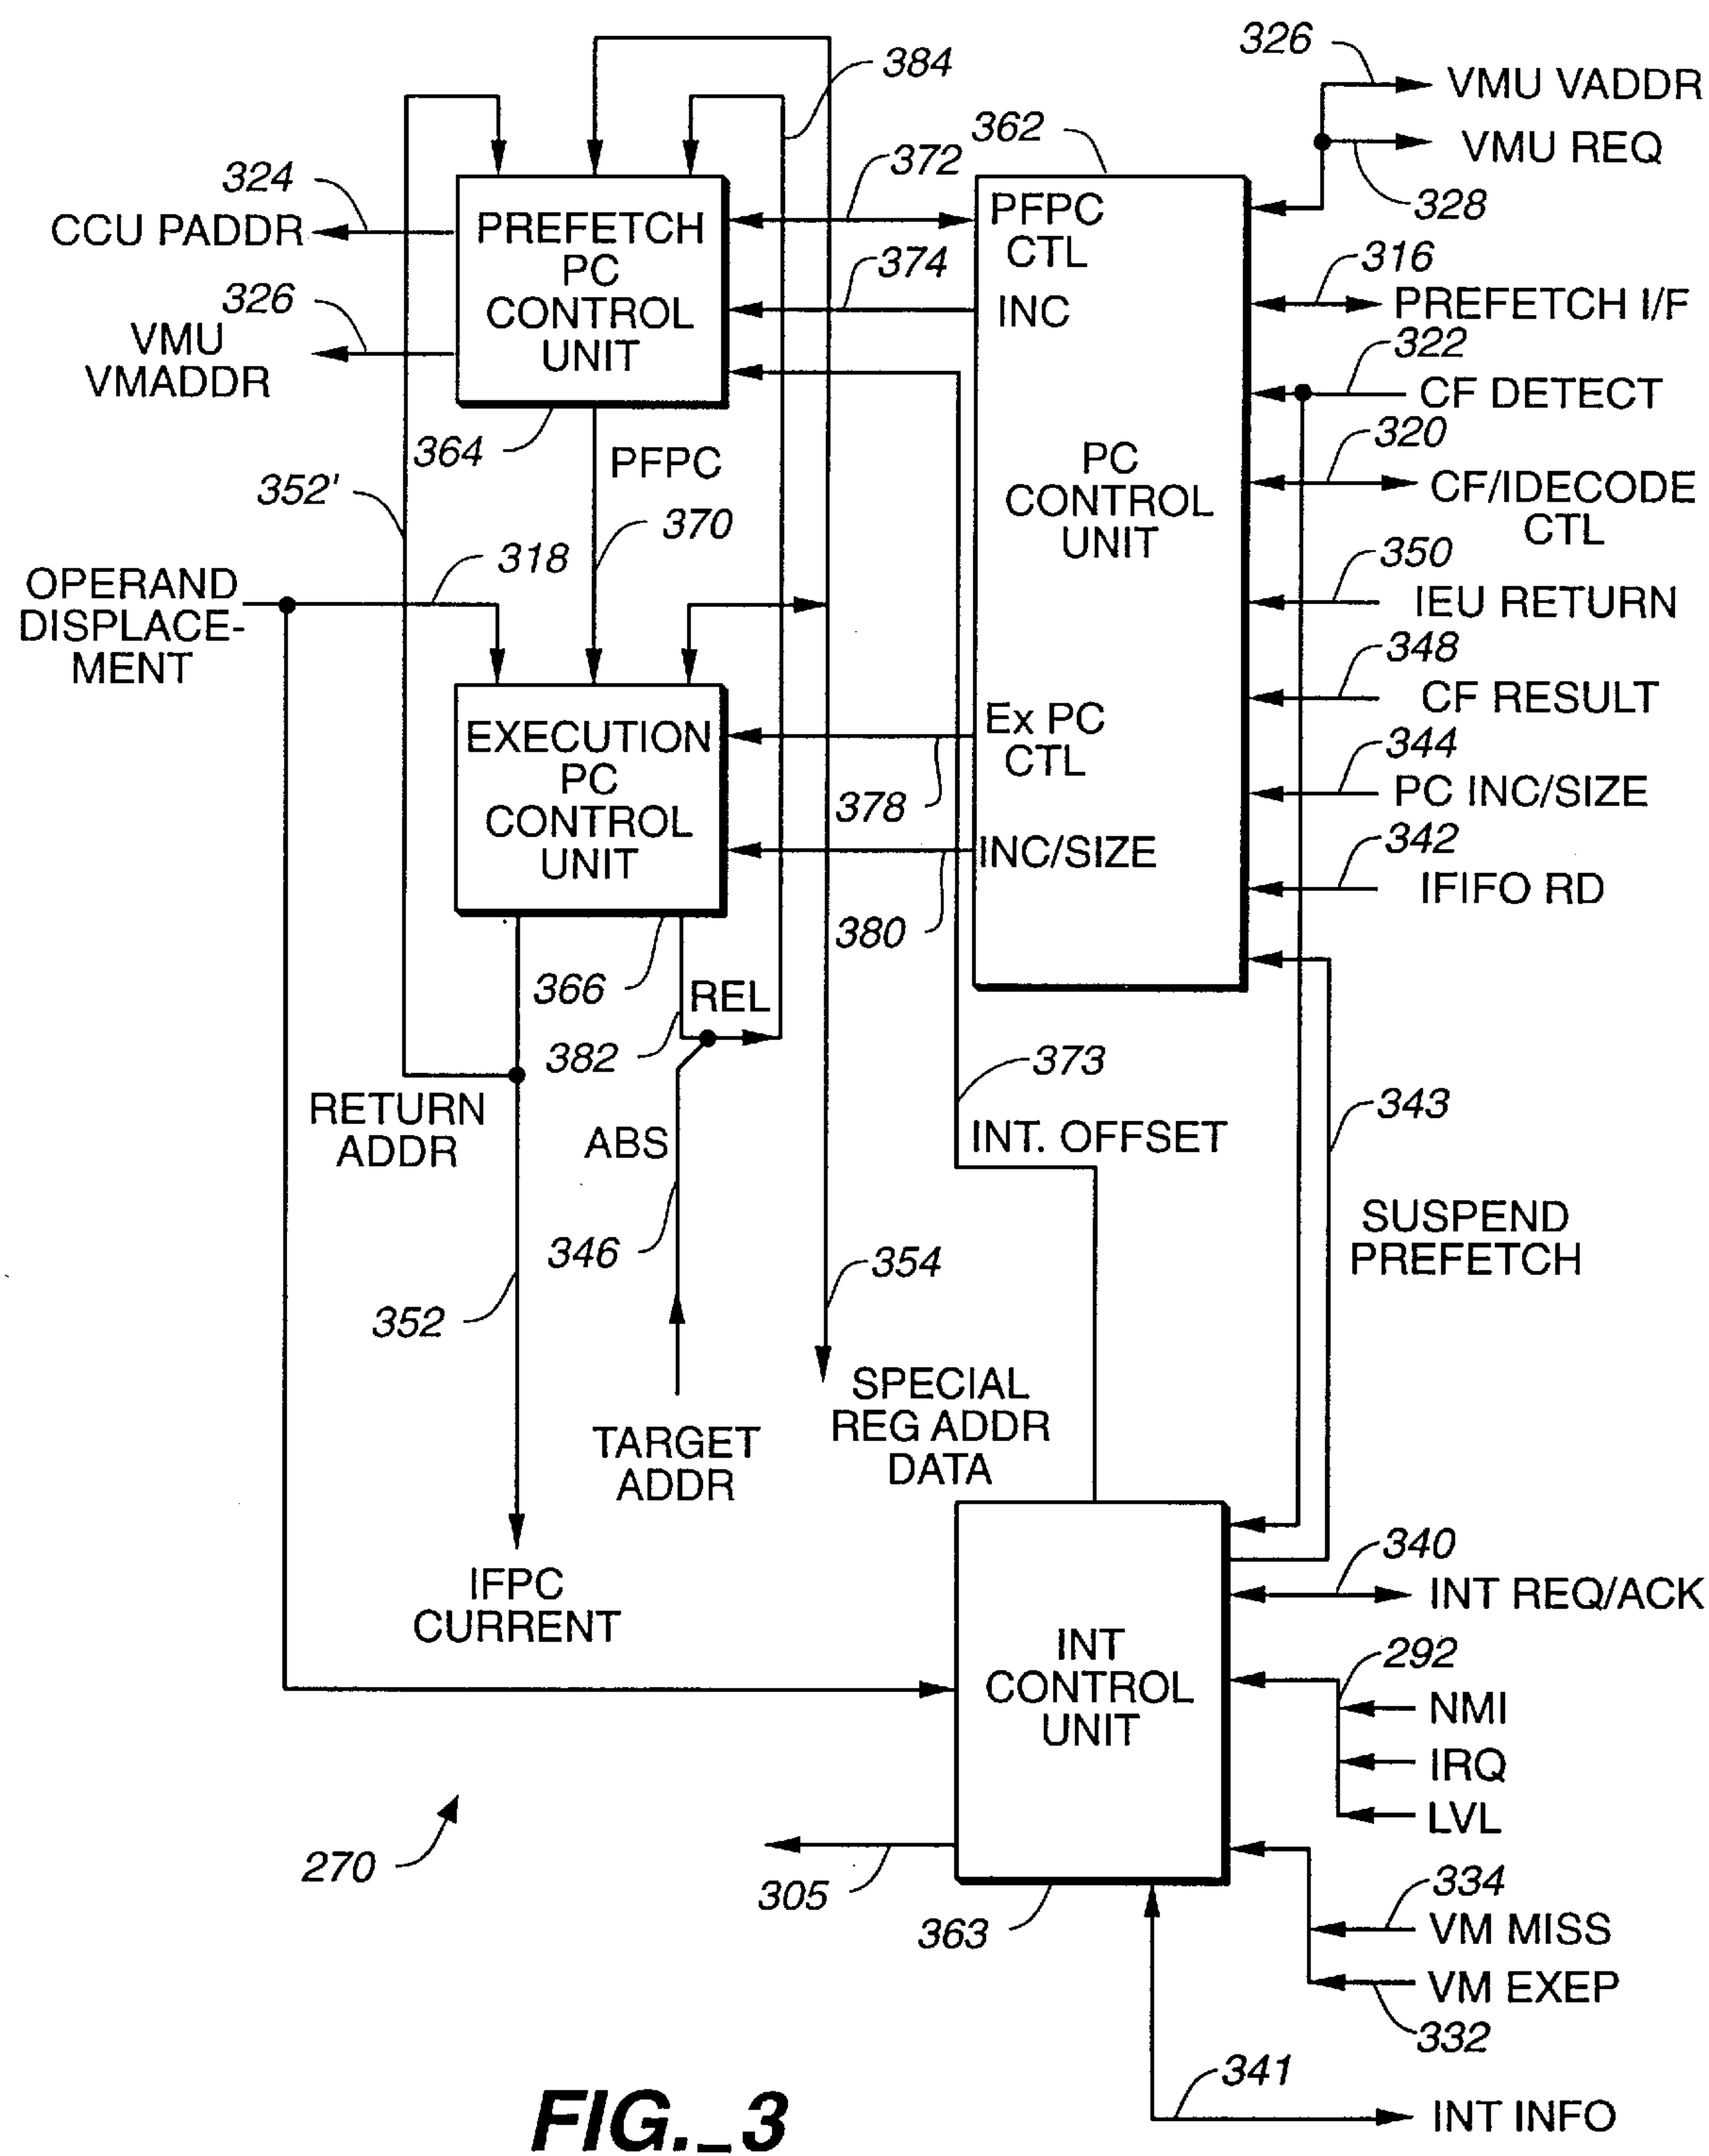 326
VMU VADDR
VMU REQ
328
384
362
372
324
CCU PADDR
PREFETCH
PC
CONTROL
UNIT
PFPC
CTL
374
INC
316
PREFETCH I/F
326
VMU
VMADDR
322
CF DETECT
364
PFPC
320
CF/IDECODE
CTL
352'
370
PC
CONTROL
UNIT
318
350
IEU RETURN
OPERAND
DISPLACE-
MENT
348
CF RESULT
EXECUTION
PC
CONTROL
UNIT
Ex PC
CTL
344
PC INC/SIZE
378
INC/SIZE
342
IFIFO RD
380
366
REL
382
373
343
RETURN
ADDR
ABS
INT. OFFSET
SUSPEND
PREFETCH
346
354
352
SPECIAL
REG ADDR
DATA
TARGET
ADDR
340
INT REQ/ACK
IFPC
CURRENT
INT
CONTROL
UNIT
292
NMI
IRQ
LVL
270
305
363
334
VM MISS
VM EXEP
332
341
INT INFO
FIG._3